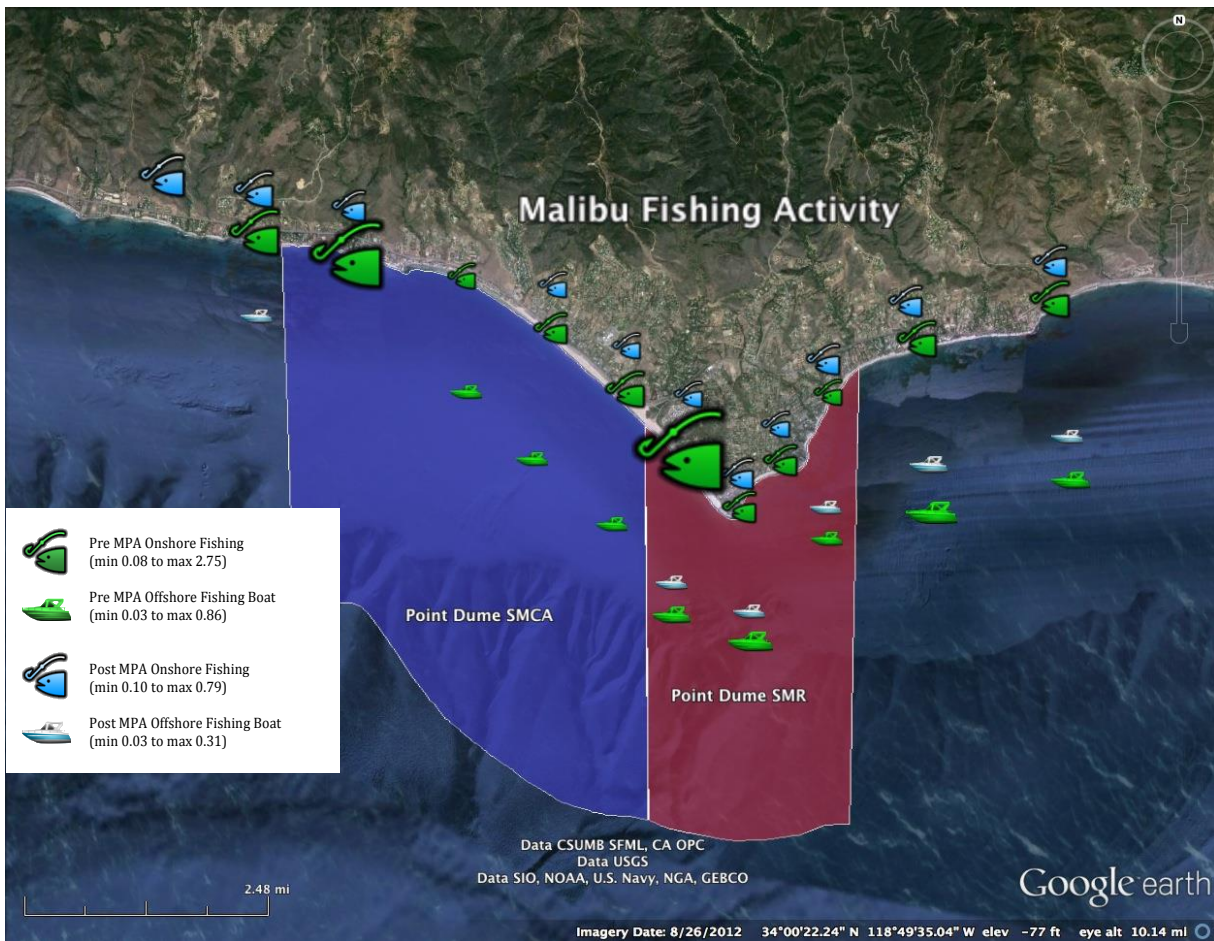 N
Malibu Fishing Activity
Pre MPA Onshore Fishing
(min 0.08 to max 2.75)
Pre MPA Offshore Fishing Boat
(min 0.03 to max 0.86)
Post MPA Onshore Fishing
(min 0.10 to max 0.79)
Post MPA Offshore Fishing Boat
(min 0.03 to max 0.31)
Point Dume SMCA
Point Dume SMR
Data CSUMB SFML, CA OPC
Data USGS
Data SIO, NOAA, U.S. Navy, NGA, GEBCO
2.48 mi
Google earth
Imagery Date: 8/26/2012 34°00'22.24" N 118°49'35.04" W elev -77 ft eye alt 10.14 mi